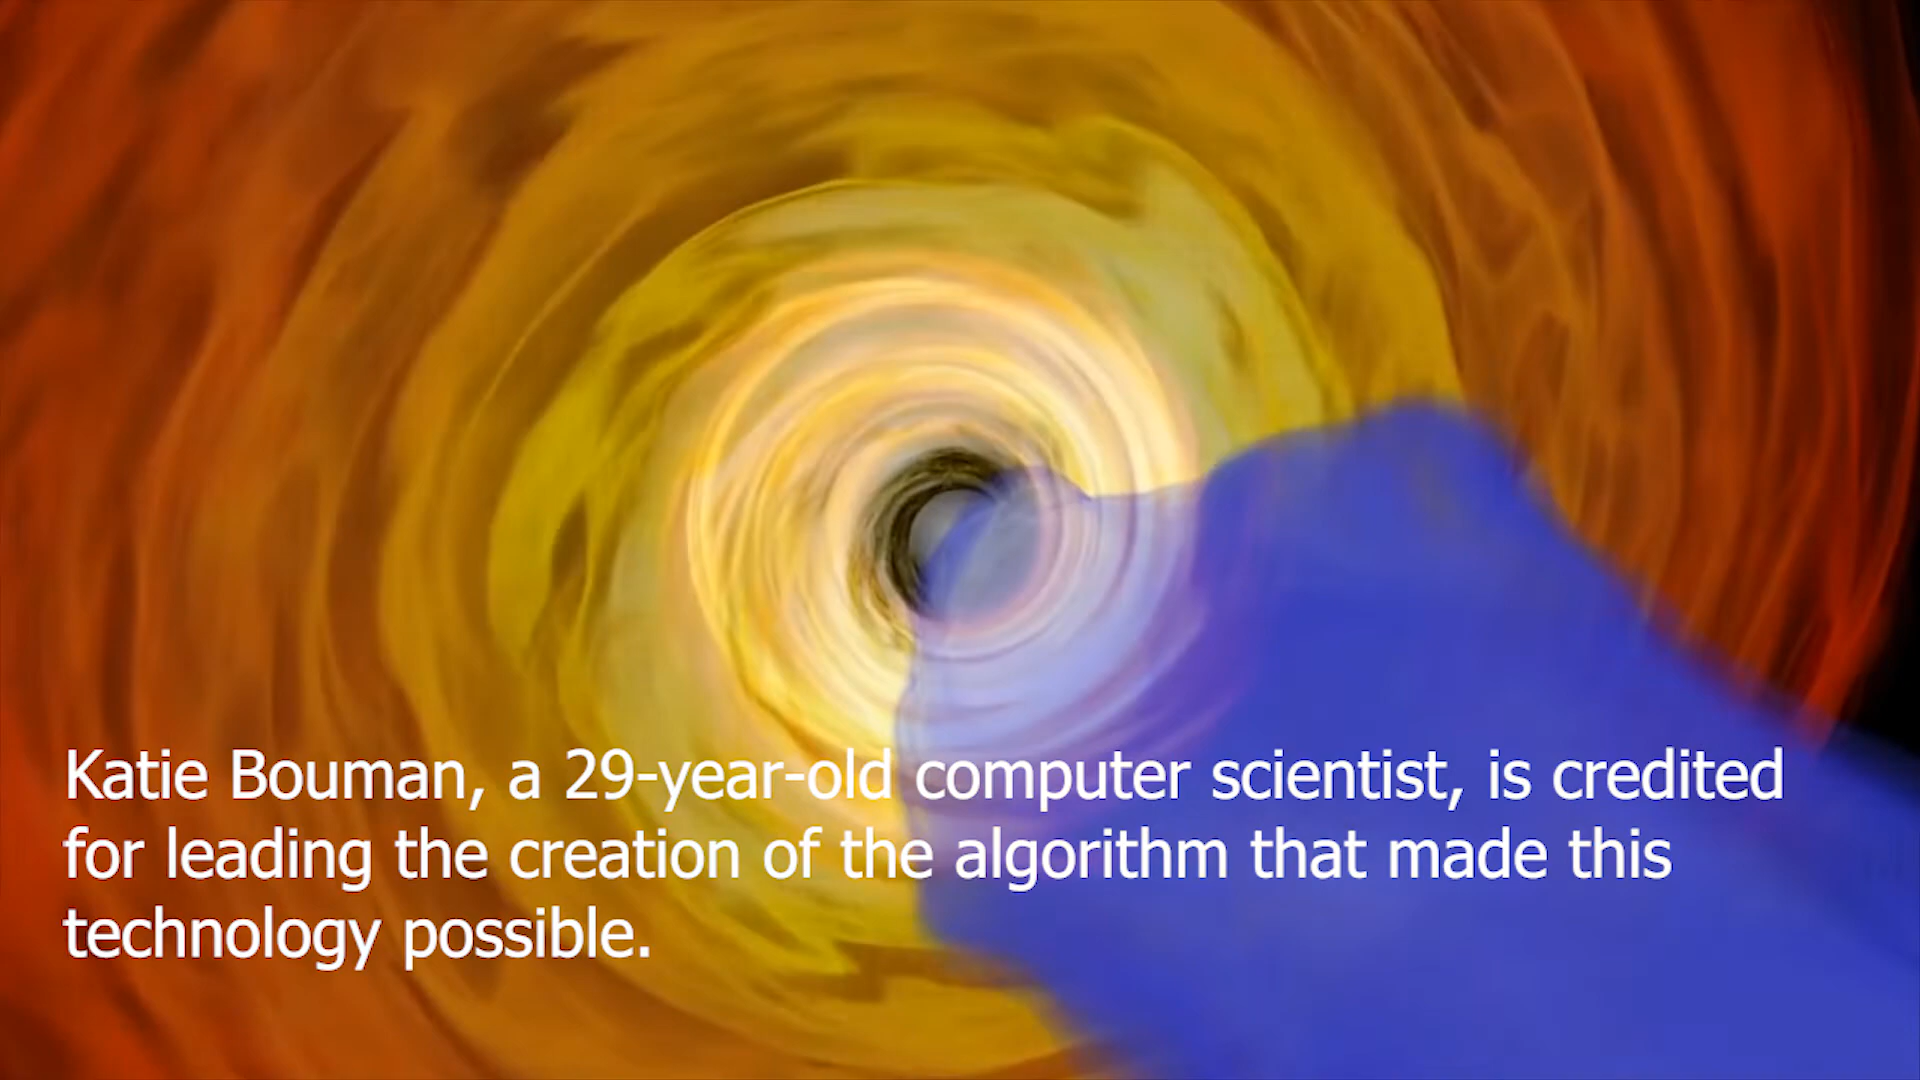 Katie Bouman, a 29-year-old computer scientist, is credited
for leading the creation of the algorithm that made this
technology possible.